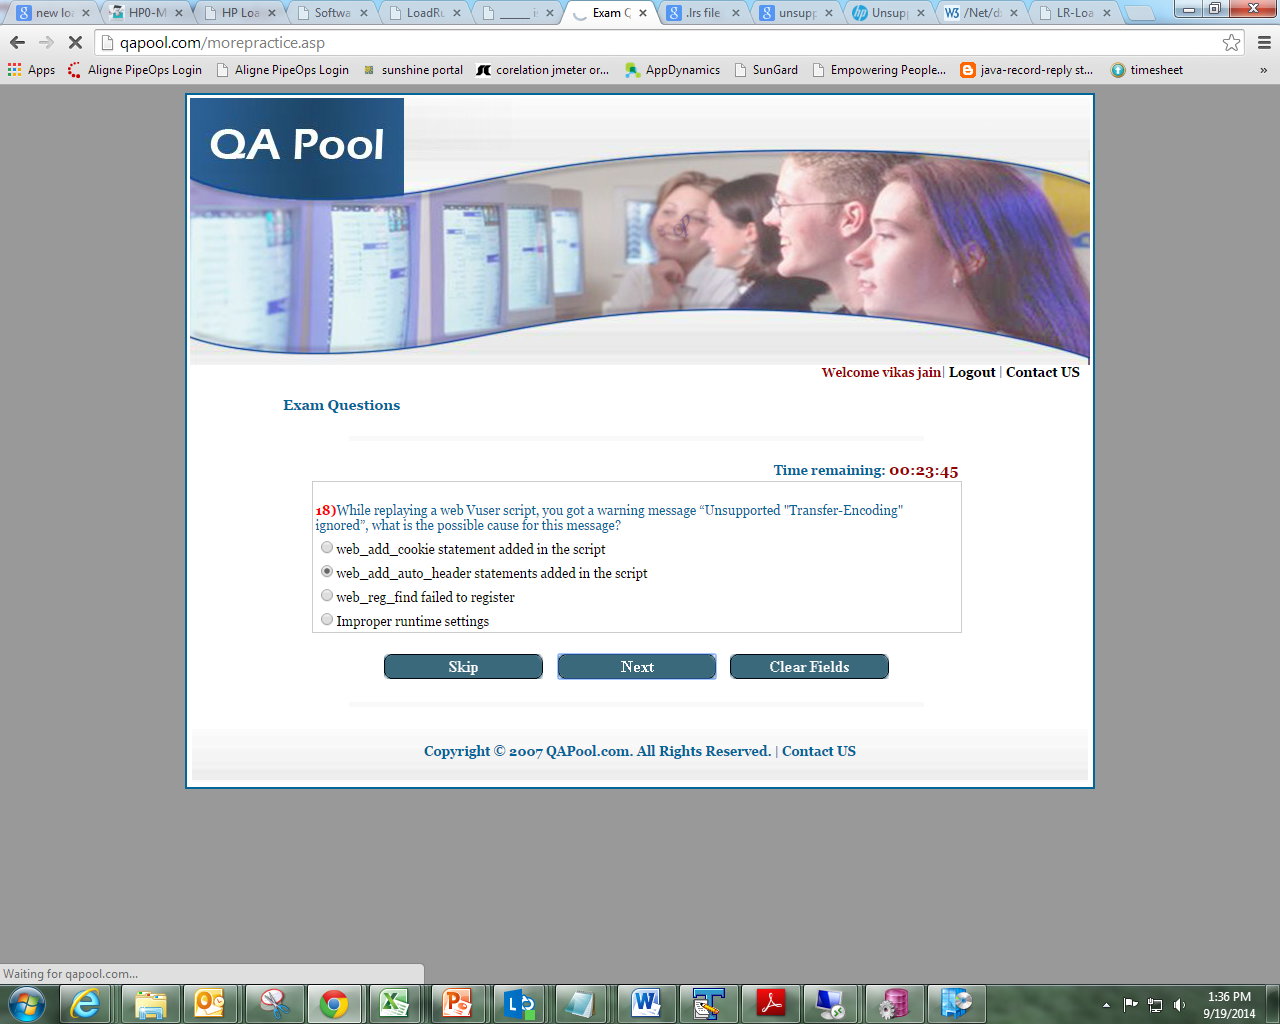 new loa
HP0-M
HP Loa
Softwa
LoadRu
_____ is
Exam Q
.lrs file
unsupp
Unsupp
/Net/d
LR-Loa
qapool.com/morepractice.asp
Apps
Aligne PipeOps Login
Aligne PipeOps Login
sunshine portal
corelation jmeter or...
AppDynamics
SunGard
Empowering People...
java-record-reply st...
timesheet
»
QA Pool
Welcome vikas jain| Logout | Contact US
Exam Questions
Time remaining: 00:23:45
18)While replaying a web Vuser script, you got a warning message “Unsupported "Transfer-Encoding"
ignored”, what is the possible cause for this message?
web_add_cookie statement added in the script
web_add_auto_header statements added in the script
web_reg_find failed to register
Improper runtime settings
Skip
Next
Clear Fields
Copyright © 2007 QAPool.com. All Rights Reserved. | Contact US
Waiting for qapool.com...
1:36 PM
9/19/2014